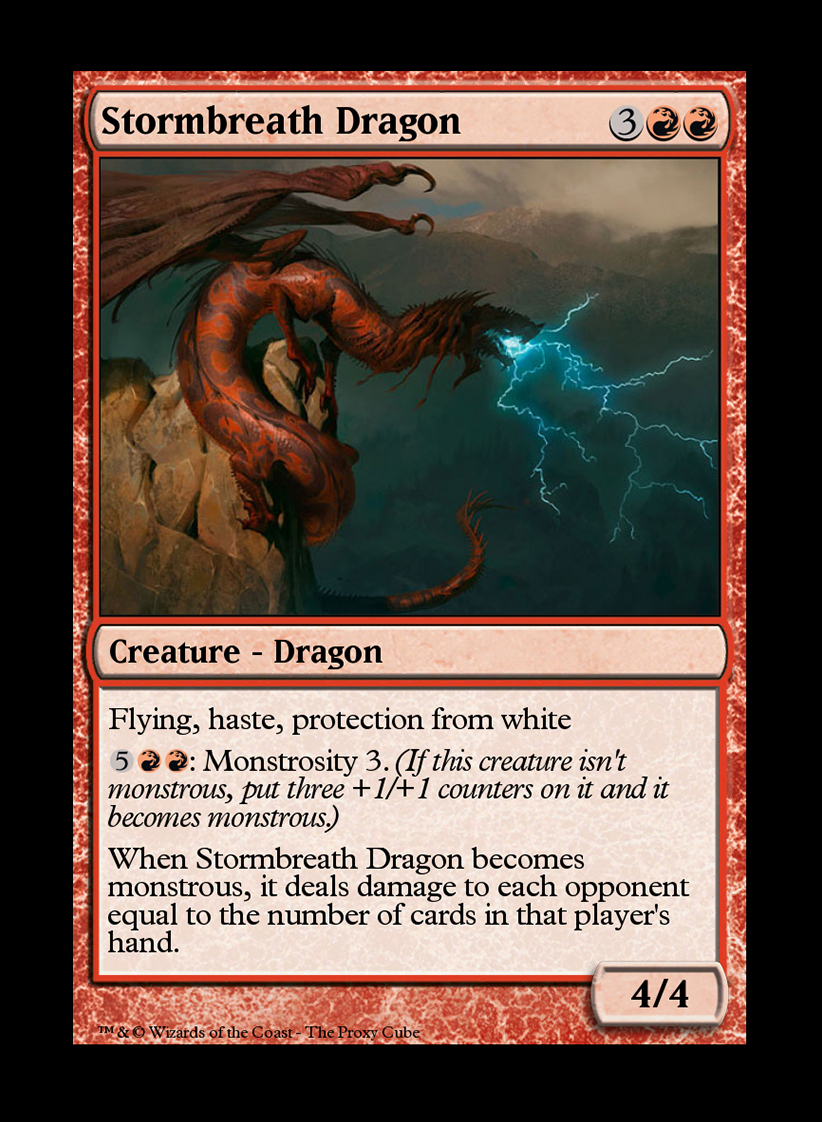 Stormbreath Dragon 3
Creature - Dragon
Flying, haste, protection from white
5 : Monstrosity 3. (If this creature isn't
monstrous, put three +1/+1 counters on it and it
becomes monstrous.)
When Stormbreath Dragon becomes
monstrous, it deals damage to each opponent
equal to the number of cards in that player's
hand.
4/4
™ & © Wizards of the Coast - The Proxy Cube